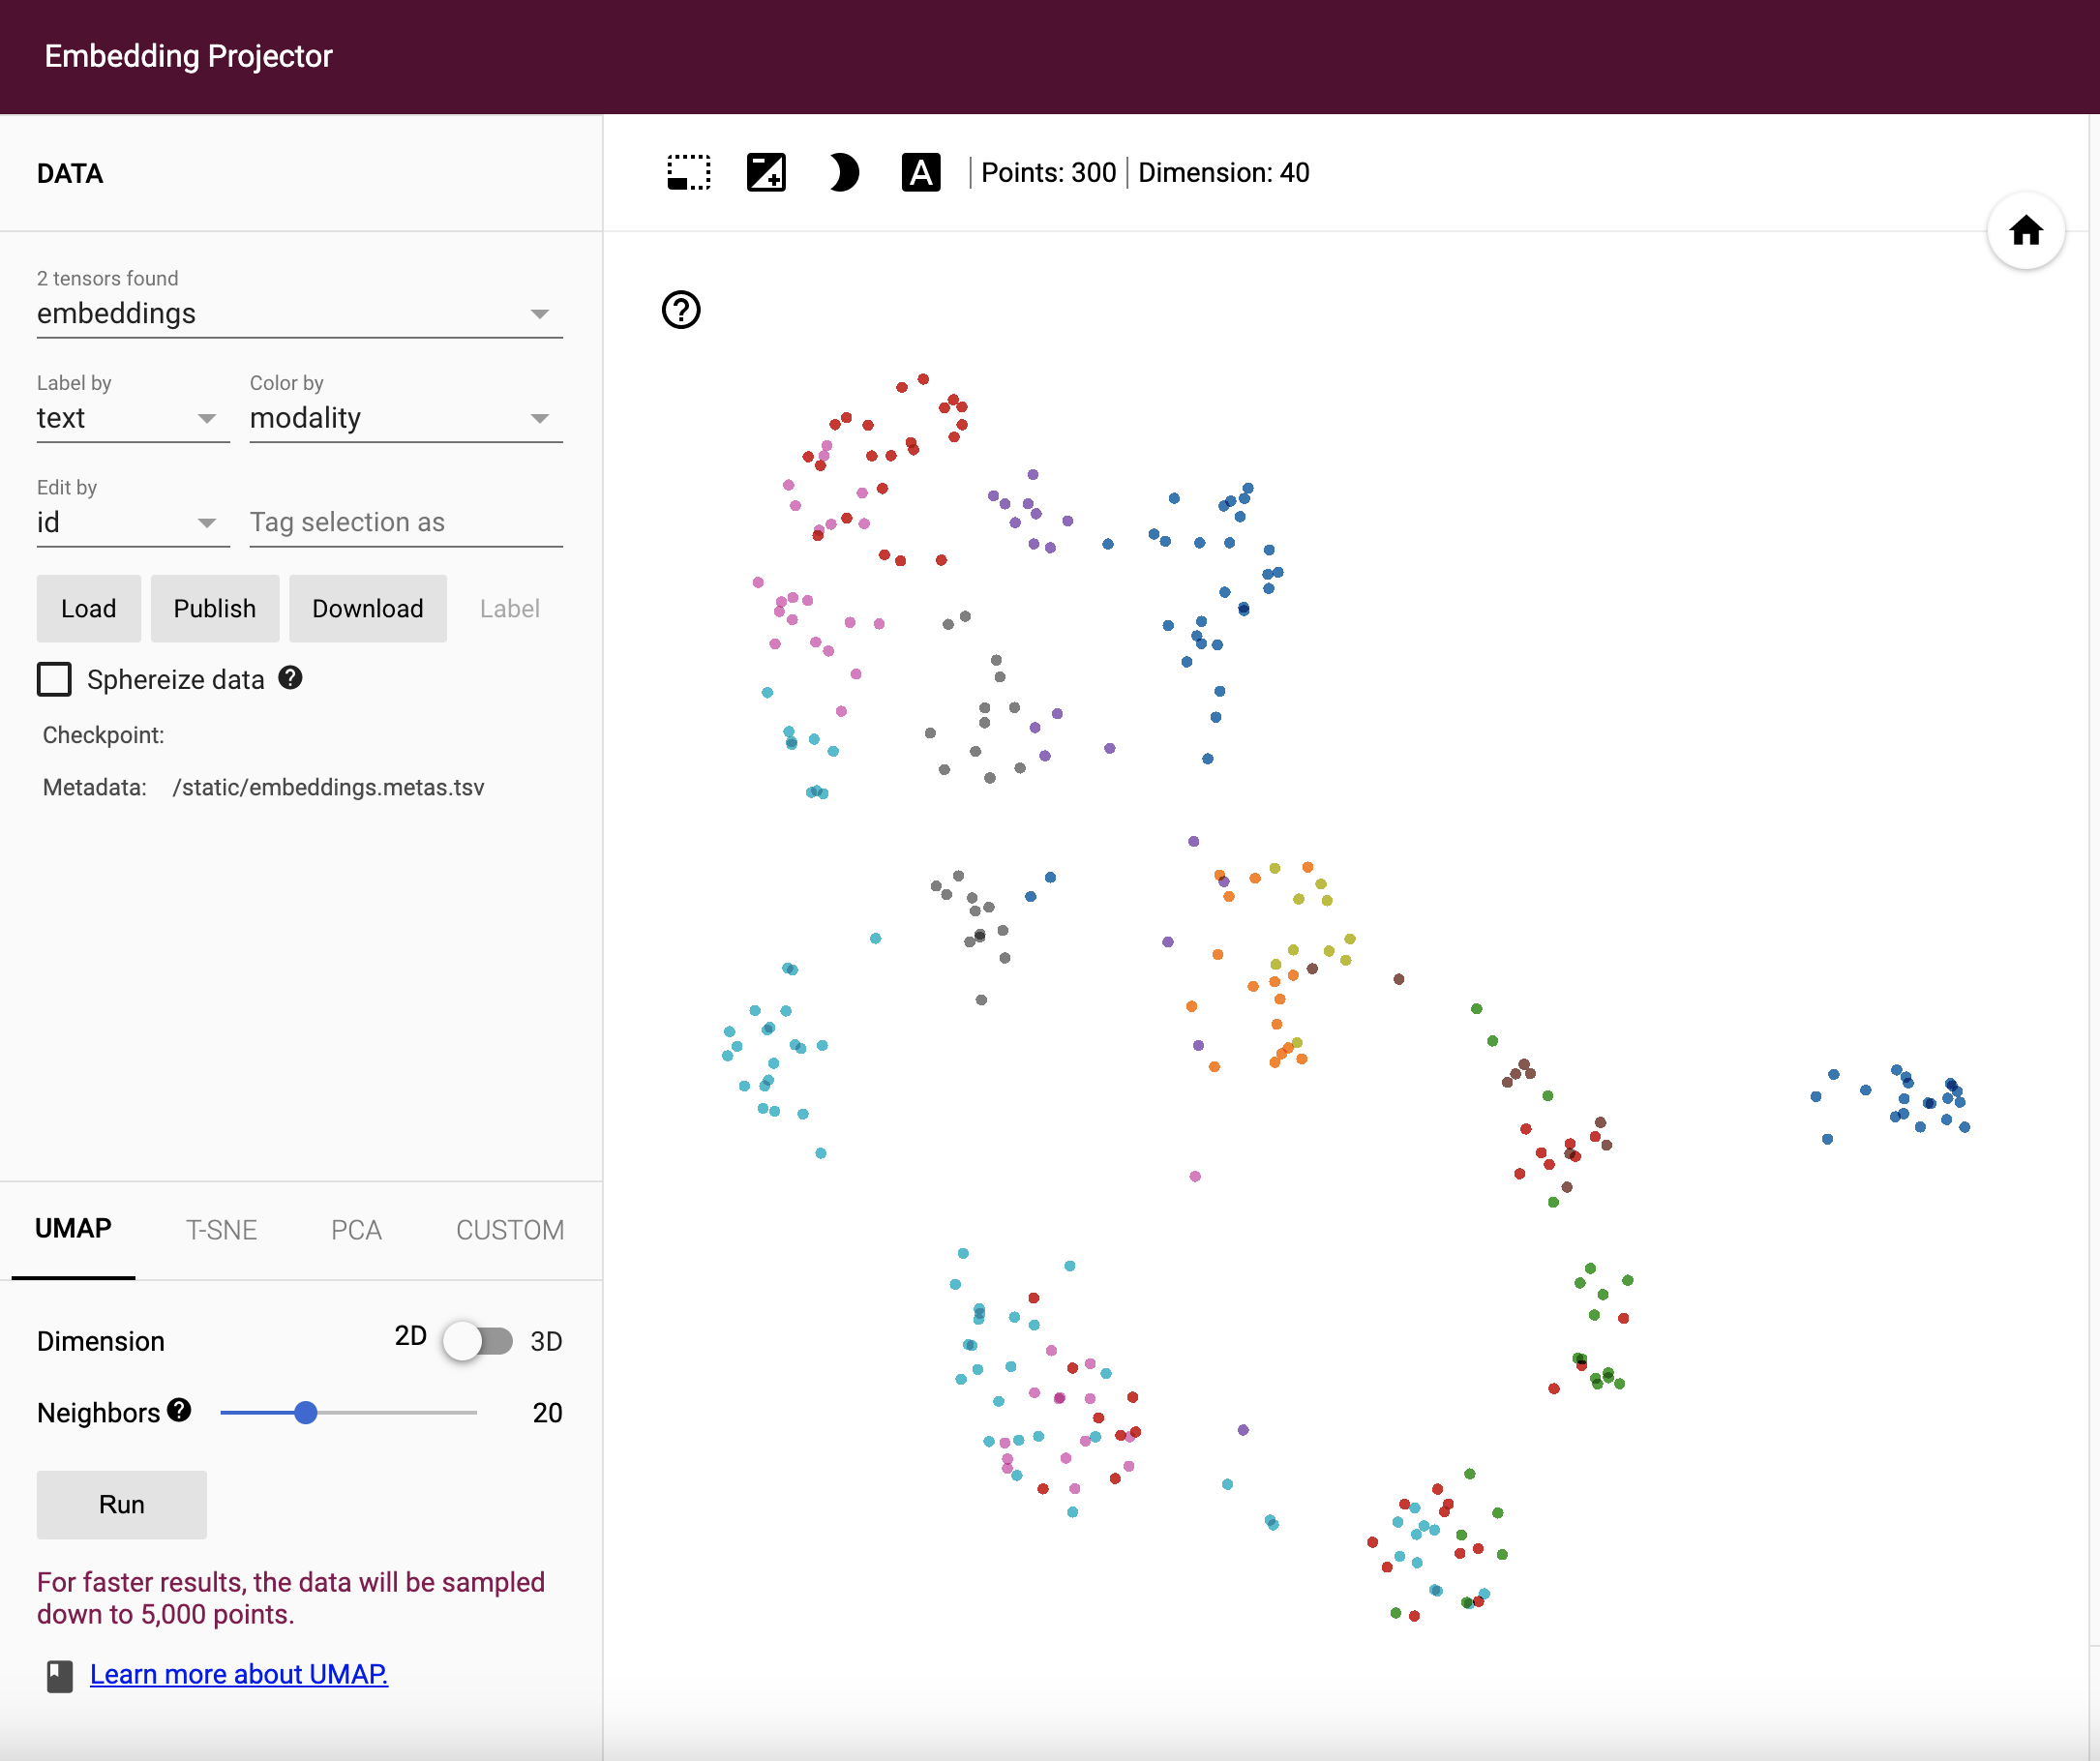 Embedding Projector
DATA
Points: 300 Dimension: 40
2 tensors found
embeddings
Label by Color by
text modality
Edit by
id Tag selection as
Load Publish Download Label
Sphereize data
Checkpoint:
Metadata: /static/embeddings.metas.tsv
UMAP T-SNE PCA CUSTOM
Dimension 2D 3D
Neighbors 20
Run
For faster results, the data will be sampled
down to 5,000 points.
Learn more about UMAP.